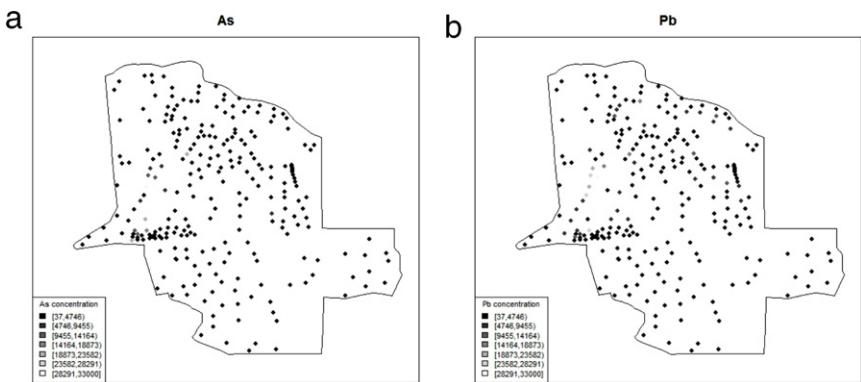 a
As
As concentration
[37,4746)
[4746,9455)
[9455,14164)
[14164,18873)
[18873,23582)
[23582,28291)
[28291,33000]
b
Pb
Pb concentration
[37,4746)
[4746,9455)
[9455,14164)
[14164,18873)
[18873,23582)
[23582,28291)
[28291,33000]